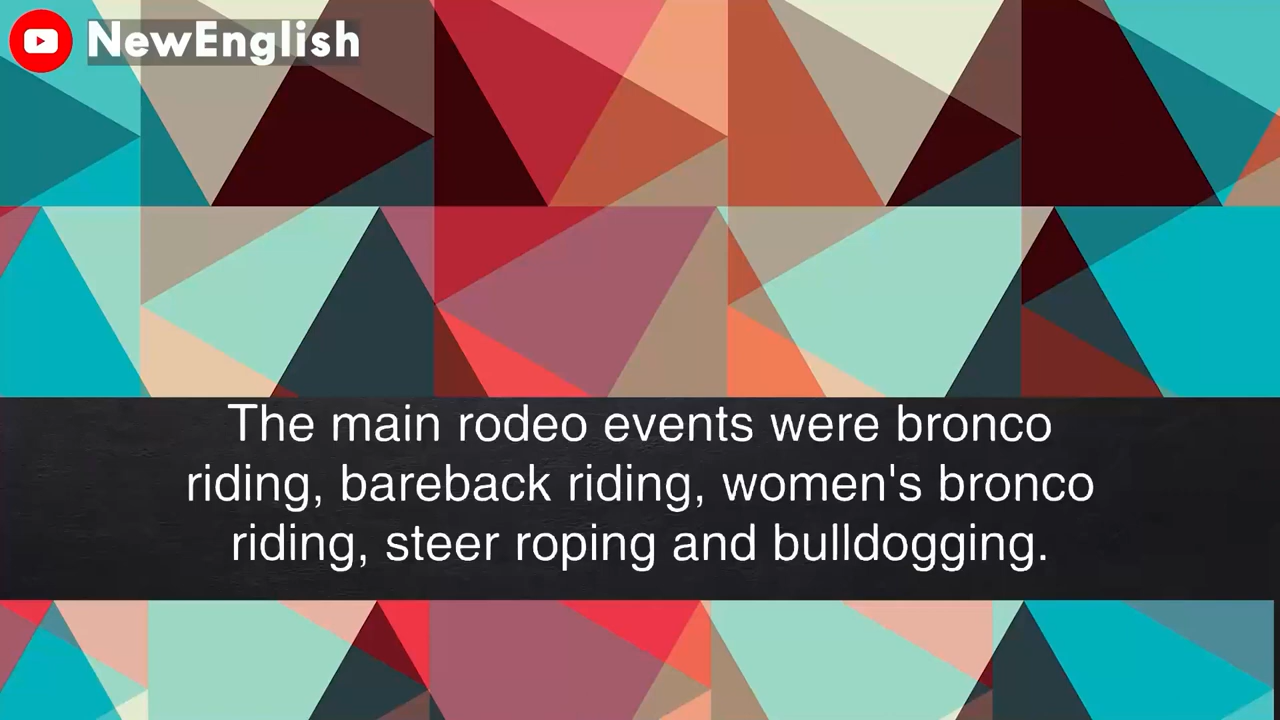 NewEnglish
The main rodeo events were bronco
riding, bareback riding, women's bronco
riding, steer roping and bulldogging.